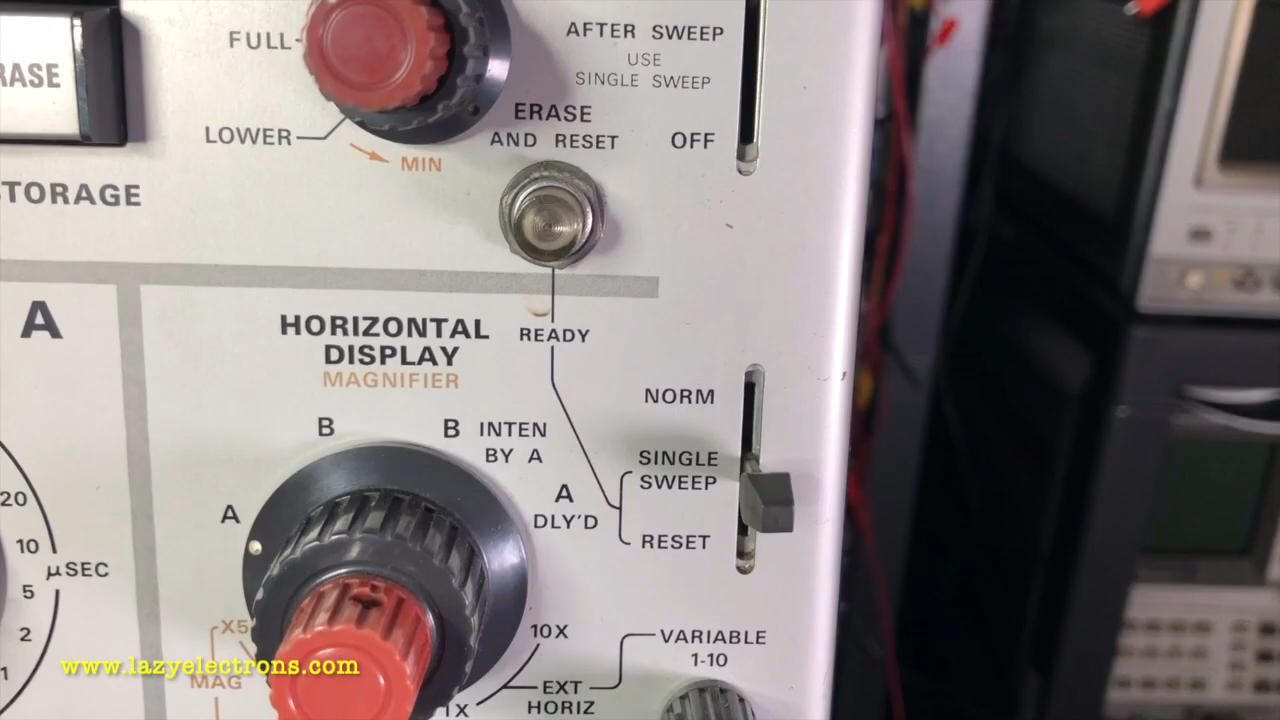 FULL
AFTER SWEEP
USE
SINGLE SWEEP
RASE
ERASE
AND RESET
OFF
LOWER
MIN
STORAGE
A
HORIZONTAL
DISPLAY
MAGNIFIER
READY
NORM
B
B
INTEN
BY A
SINGLE
SWEEP
A
DLY'D
RESET
A
20
10
µSEC
5
2
1
X5
MAG
10X
VARIABLE
1-10
EXT
HORIZ
1X
www.lazyelectrons.com